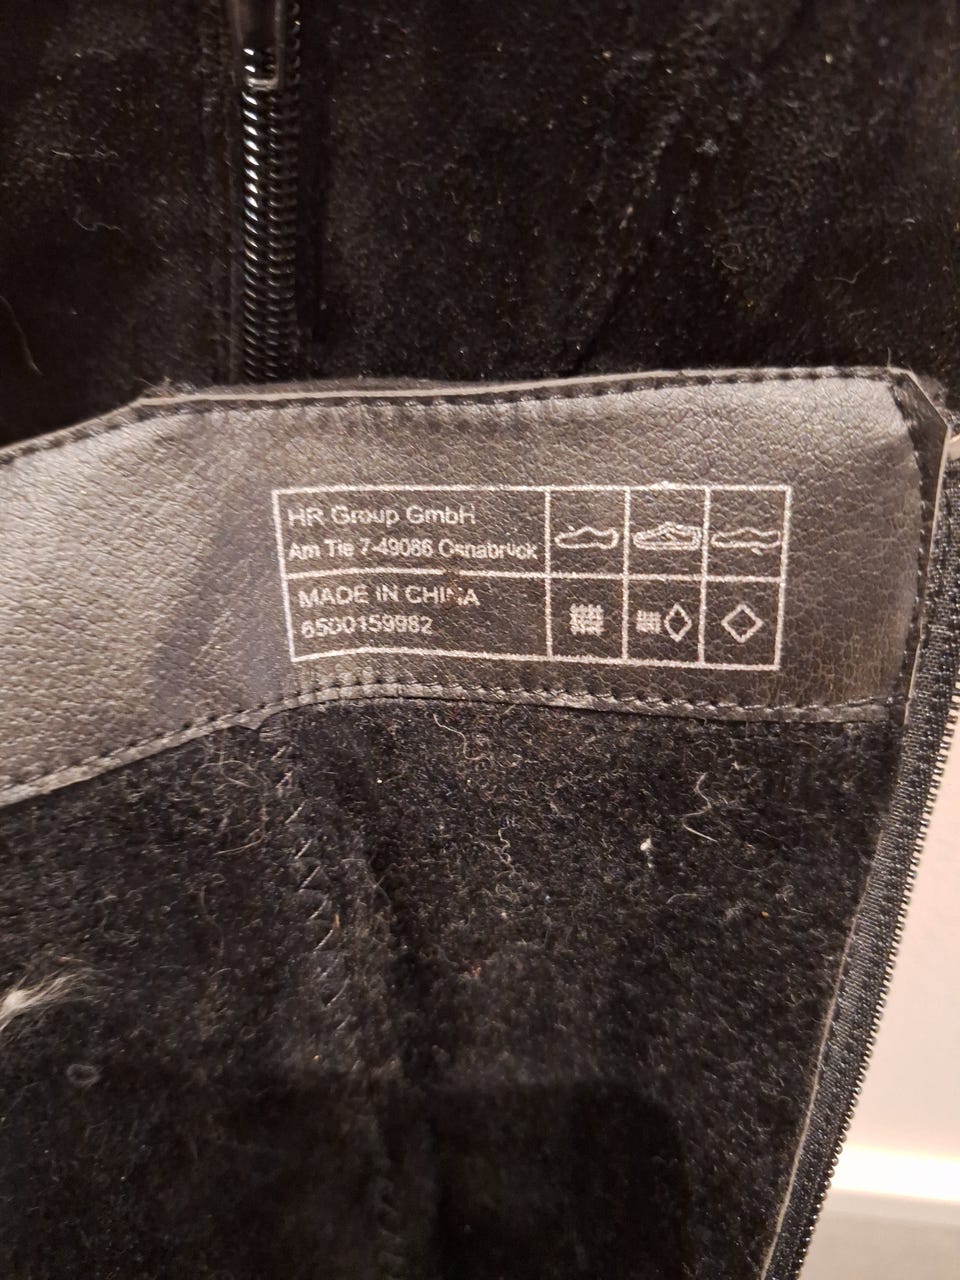 HR Group GmbH
Am Tie 7-49086 Osnabrück
MADE IN CHINA
6500159982